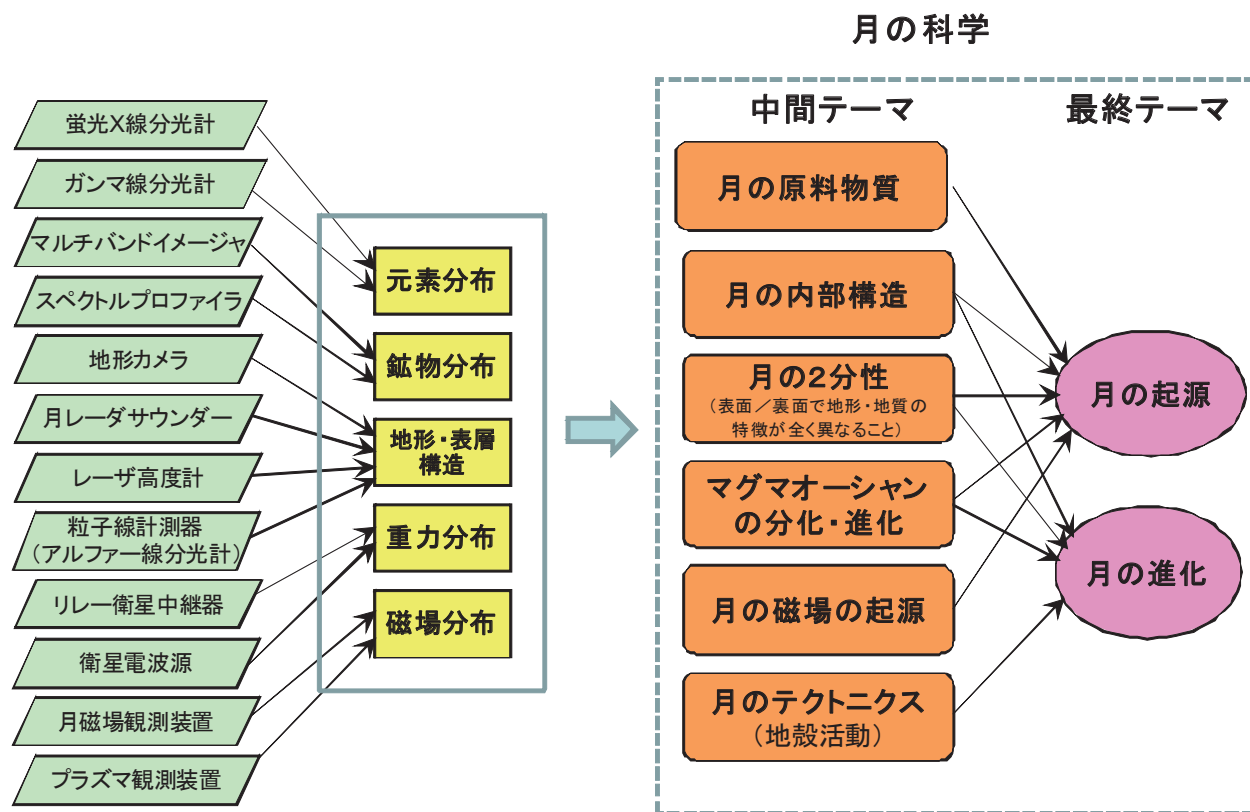 月の科学
中間テーマ
最終テーマ
蛍光X線分光計
ガンマ線分光計
マルチバンドイメージャ
スペクトルプロファイラ
地形カメラ
月レーダサウンダー
レーザ高度計
粒子線計測器
(アルファー線分光計)
リレー衛星中継器
衛星電波源
月磁場観測装置
プラズマ観測装置
元素分布
鉱物分布
地形・表層
構造
重力分布
磁場分布
月の原料物質
月の内部構造
月の2分性
(表面/裏面で地形・地質の
特徴が全く異なること)
マグマオーシャン
の分化・進化
月の磁場の起源
月のテクトニクス
(地殻活動)
月の起源
月の進化